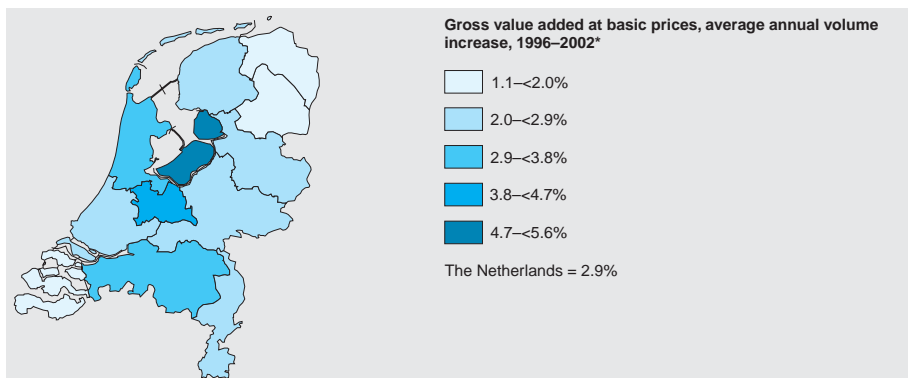 Gross value added at basic prices, average annual volume
increase, 1996–2002*
1.1–<2.0%
2.0–<2.9%
2.9–<3.8%
3.8–<4.7%
4.7–<5.6%
The Netherlands = 2.9%